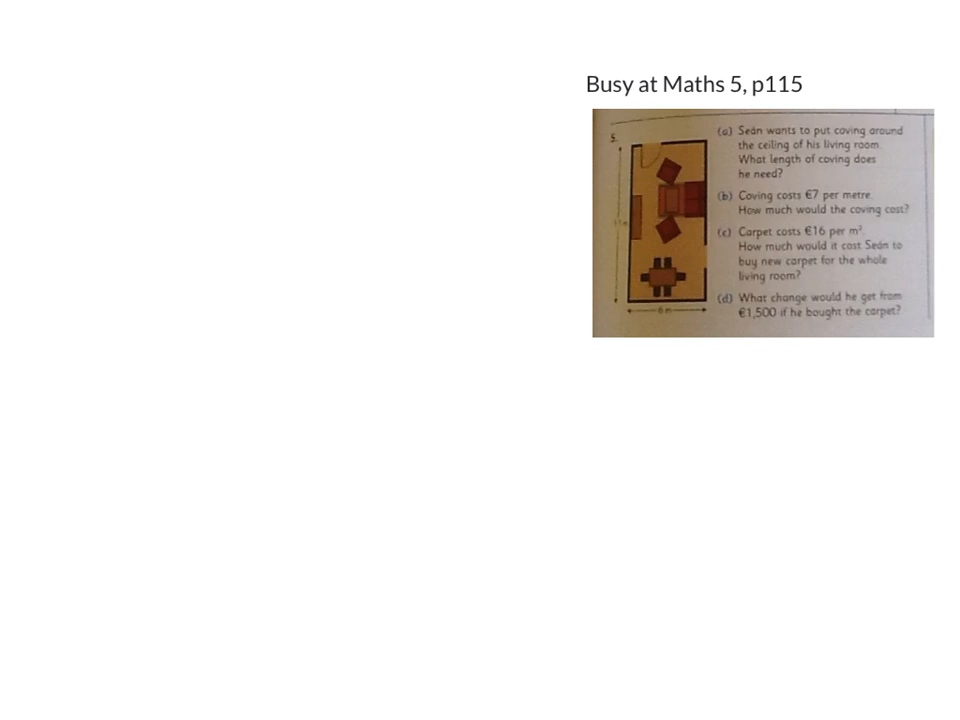 Busy at Maths 5, p115
5.
(a) Seán wants to put coving around
the ceiling of his living room.
What length of coving does
he need?
(b) Coving costs €7 per metre.
How much would the coving cost?
(c) Carpet costs €16 per m².
How much would it cost Seán to
buy new carpet for the whole
living room?
(d) What change would he get from
€1,500 if he bought the carpet?
6 m